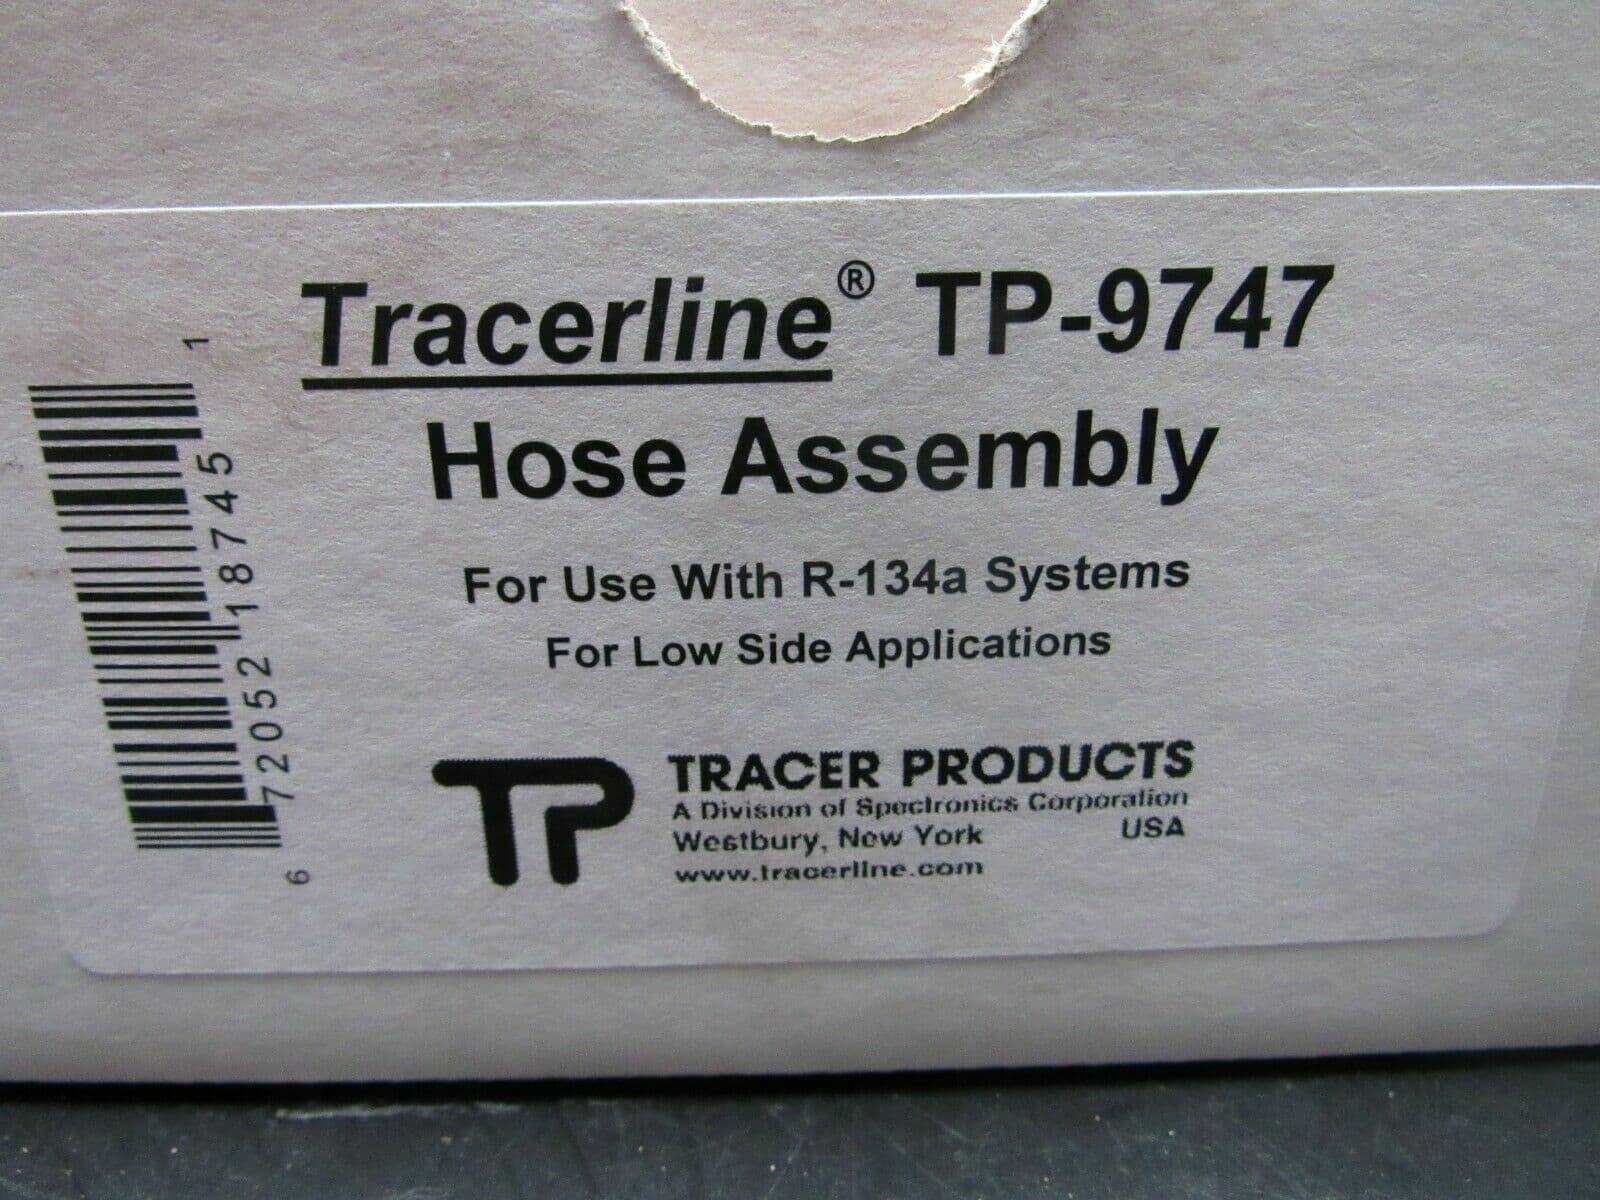 Tracerline® TP-9747
Hose Assembly
For Use With R-134a Systems
For Low Side Applications
TP
TRACER PRODUCTS
A Division of Spectronics Corporation
Westbury, New York USA
www.tracerline.com
6 72052 18745 1